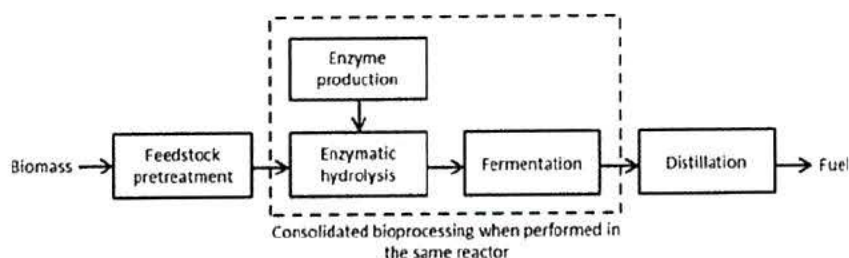 Enzyme
production
Biomass
Feedstock
pretreatment
Enzymatic
hydrolysis
Fermentation
Distillation
Fuel
Consolidated bioprocessing when performed in
the same reactor